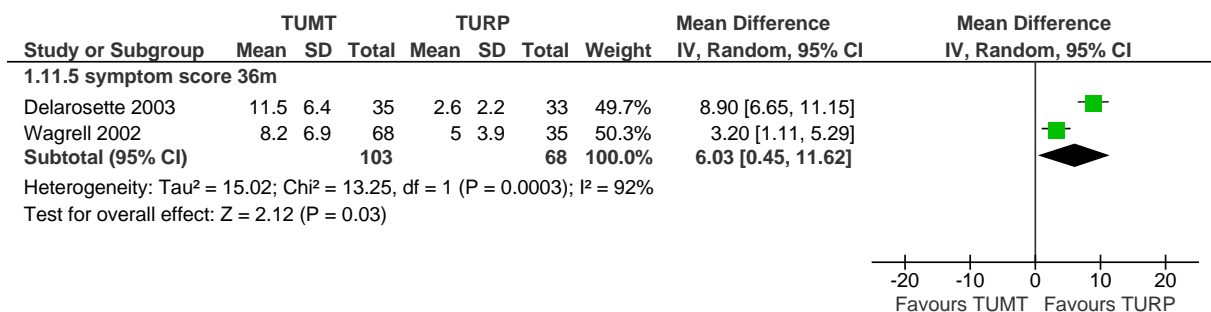 TUMT TURP Mean Difference Mean Difference
Study or Subgroup Mean SD Total Mean SD Total Weight IV, Random, 95% CI IV, Random, 95% CI
1.11.5 symptom score 36m
Delarosette 2003 11.5 6.4 35 2.6 2.2 33 49.7% 8.90 [6.65, 11.15]
Wagrell 2002 8.2 6.9 68 5 3.9 35 50.3% 3.20 [1.11, 5.29]
Subtotal (95% CI) 103 68 100.0% 6.03 [0.45, 11.62]
Heterogeneity: Tau² = 15.02; Chi² = 13.25, df = 1 (P = 0.0003); I² = 92%
Test for overall effect: Z = 2.12 (P = 0.03)
-20 -10 0 10 20
Favours TUMT Favours TURP